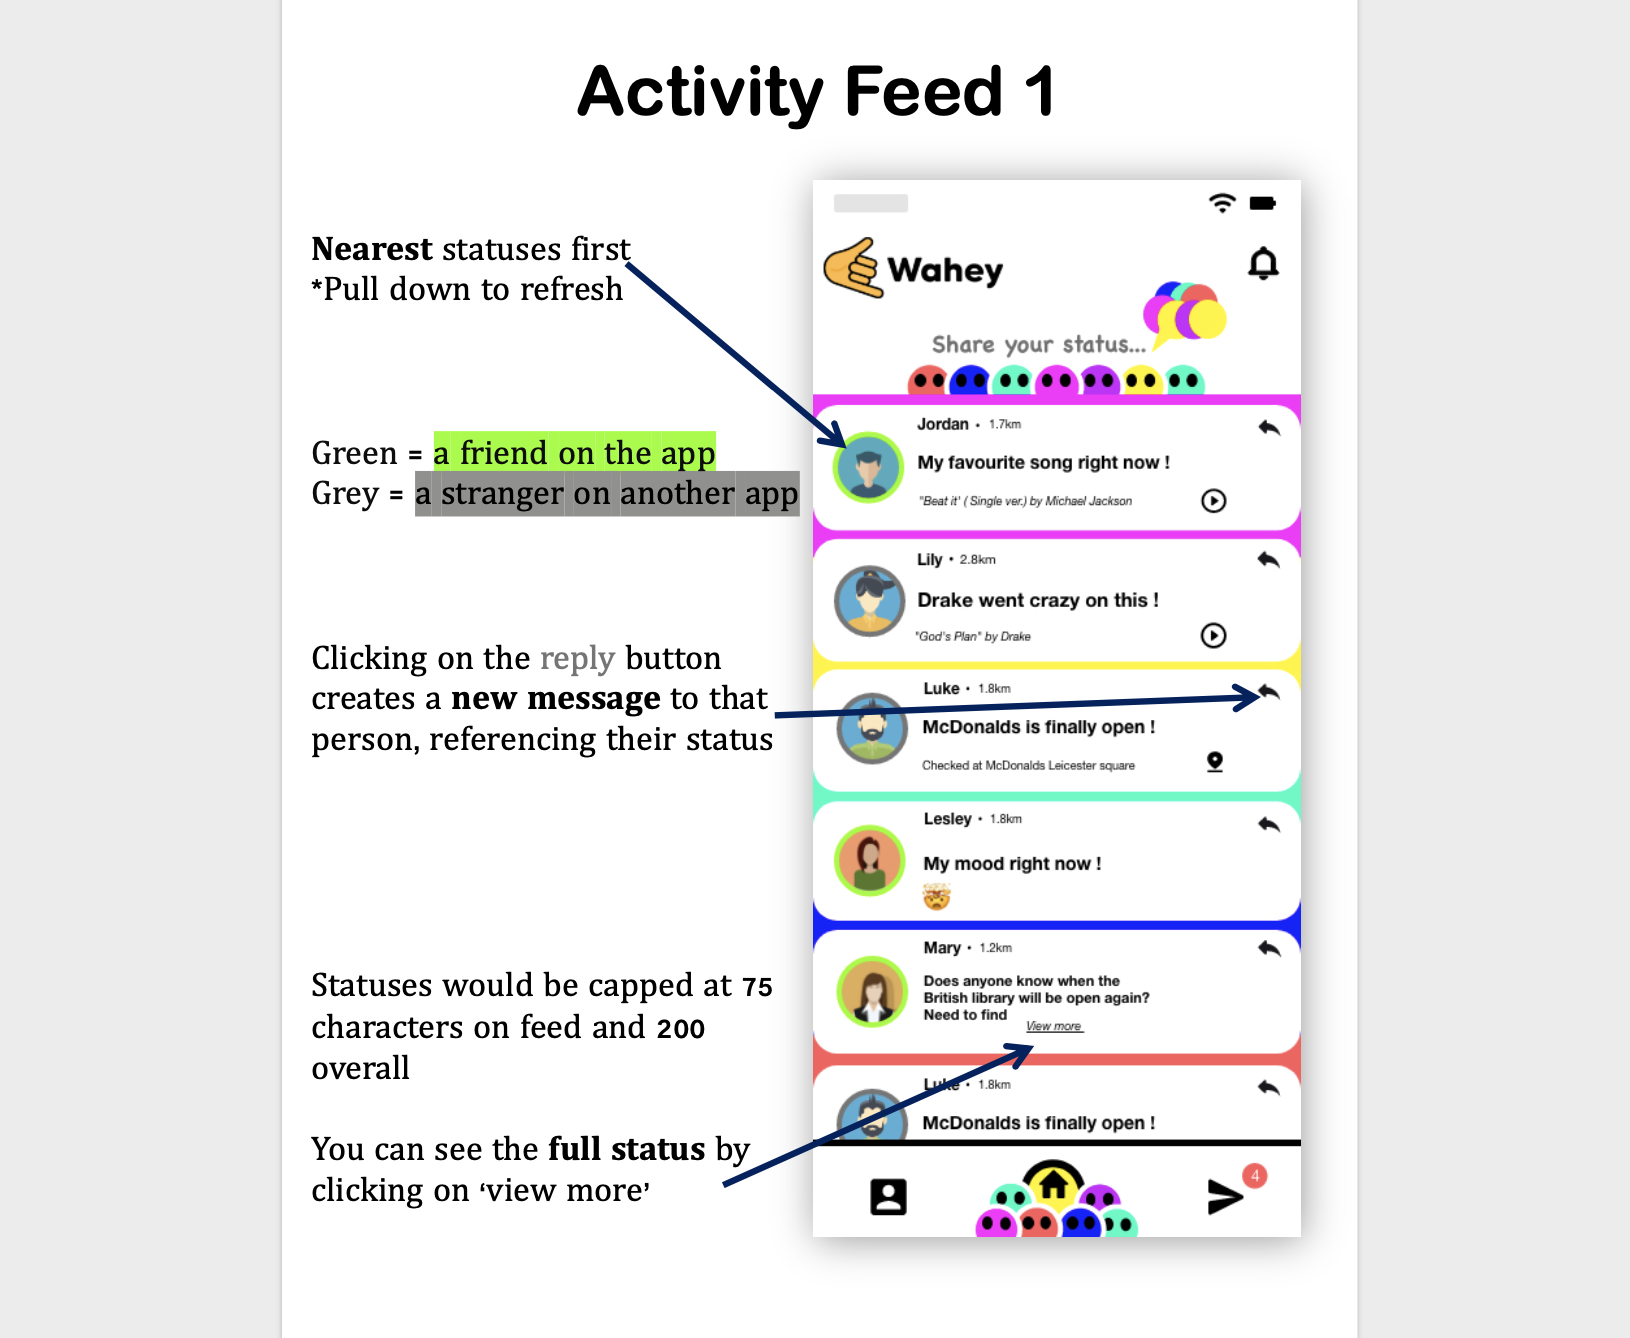 Activity Feed 1
Nearest statuses first
*Pull down to refresh
Green = a friend on the app
Grey = a stranger on another app
Clicking on the reply button
creates a new message to that
person, referencing their status
Statuses would be capped at 75
characters on feed and 200
overall
You can see the full status by
clicking on ‘view more’
Wahey
Share your status...
Jordan • 1.7km
My favourite song right now !
"Beat it' ( Single ver.) by Michael Jackson
Lily • 2.8km
Drake went crazy on this !
"God's Plan" by Drake
Luke • 1.8km
McDonalds is finally open !
Checked at McDonalds Leicester square
Lesley • 1.8km
My mood right now !
Mary • 1.2km
Does anyone know when the
British library will be open again?
Need to find
View more
Luke • 1.8km
McDonalds is finally open !
4